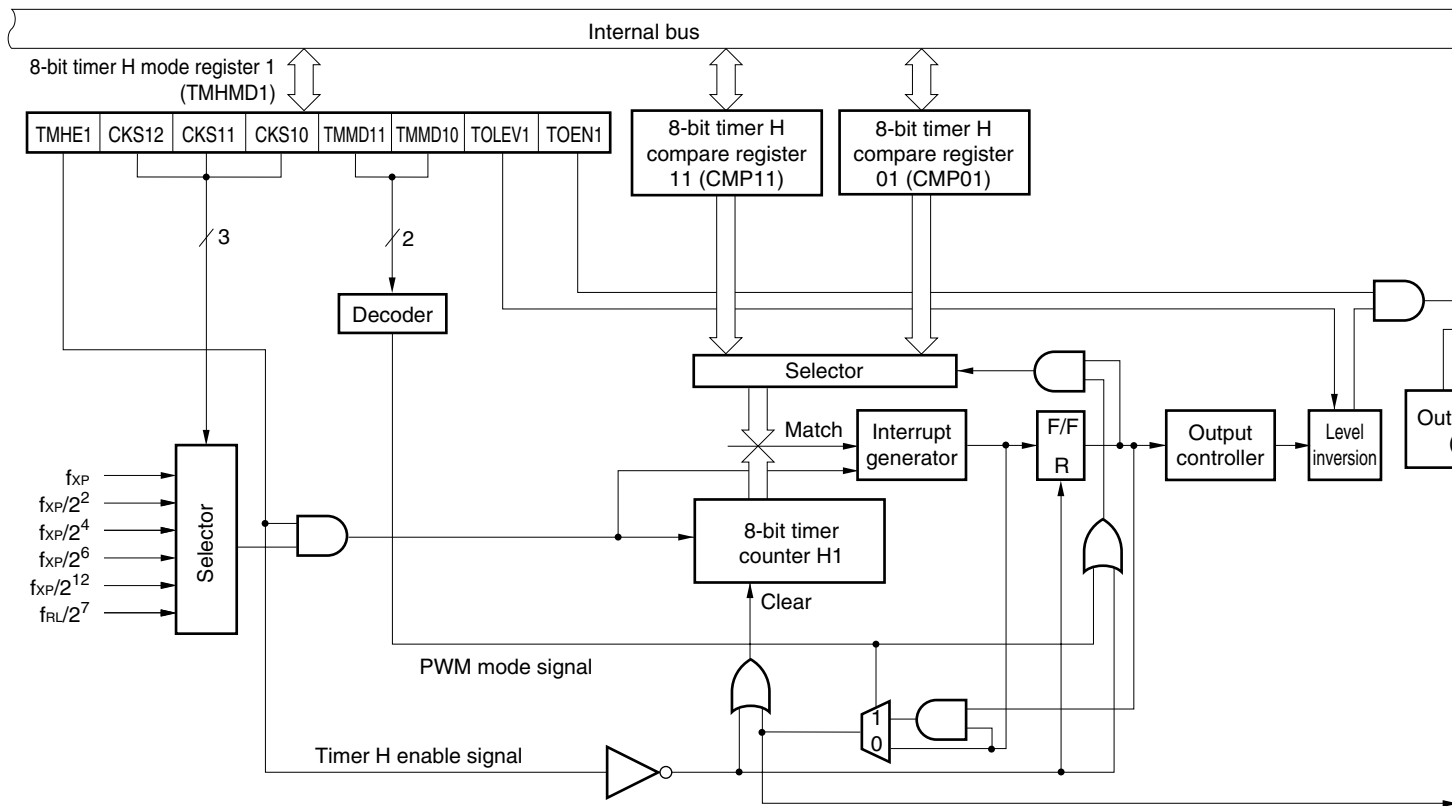 Internal bus
8-bit timer H mode register 1
(TMHMD1)
TMHE1 CKS12 CKS11 CKS10 TMMD11 TMMD10 TOLEV1 TOEN1
8-bit timer H
compare register
11 (CMP11)
8-bit timer H
compare register
01 (CMP01)
3
2
Decoder
Selector
Match
Interrupt
generator
F/F
R
Output
controller
Level
inversion
Out
(
fXP
fXP/2^2
fXP/2^4
fXP/2^6
fXP/2^12
fRL/2^7
Selector
8-bit timer
counter H1
Clear
PWM mode signal
1
0
Timer H enable signal